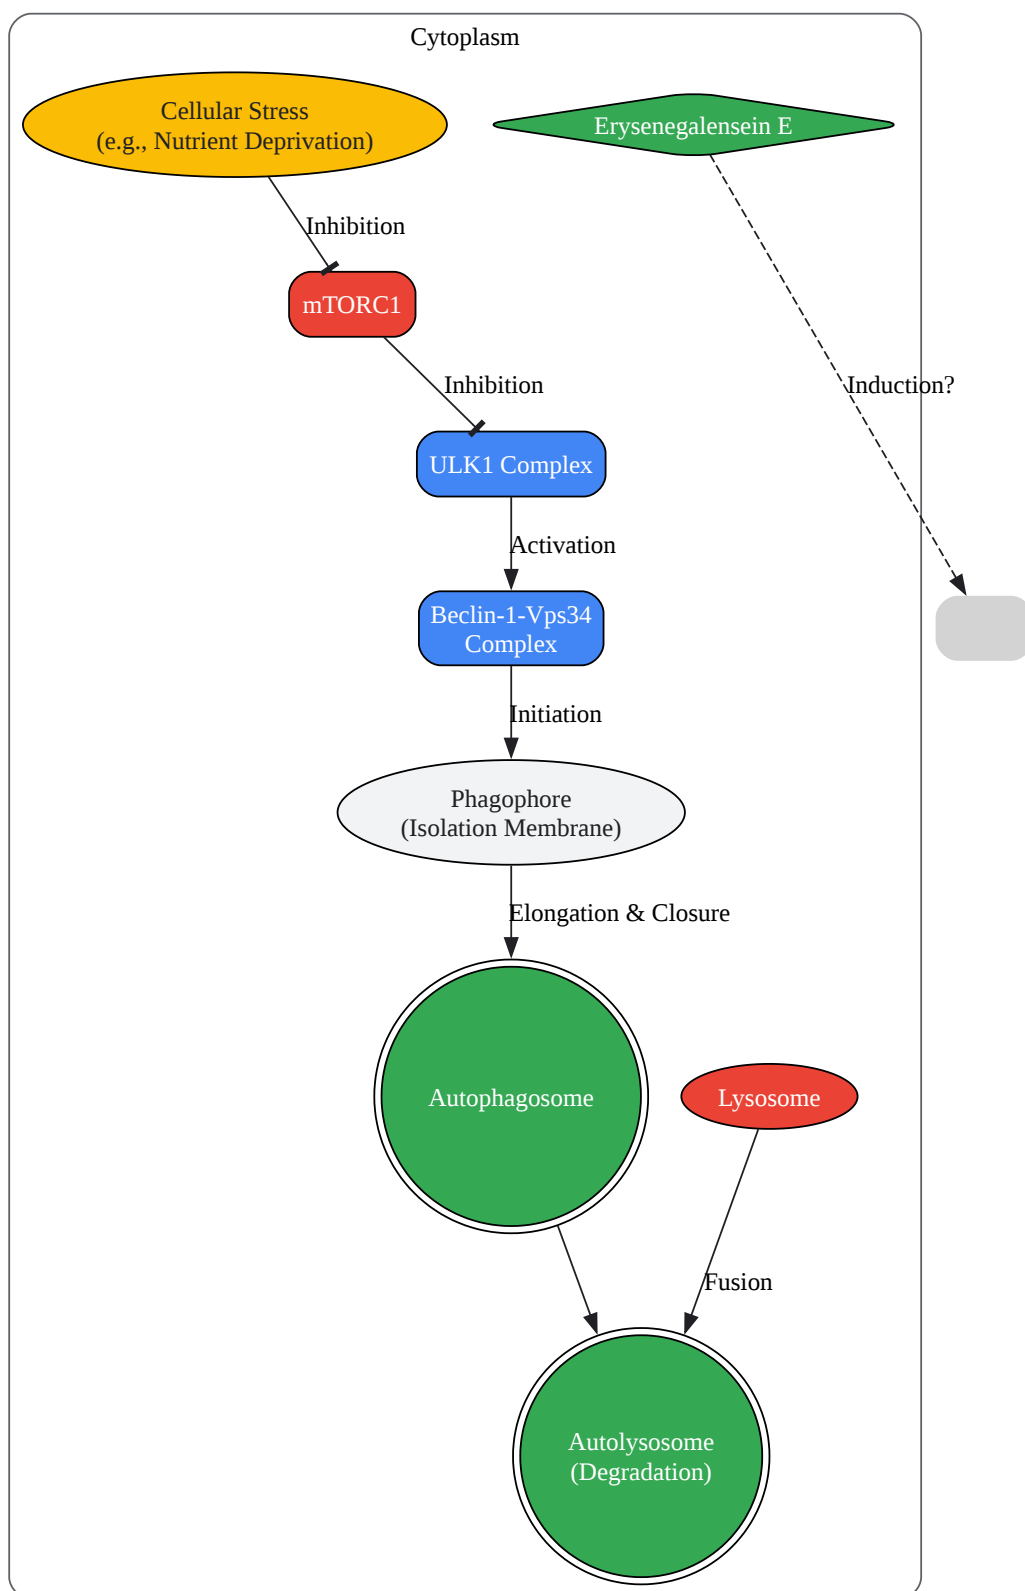 Cytoplasm
Cellular Stress
(e.g., Nutrient Deprivation)
Erysenegalensein E
Inhibition
mTORC1
Inhibition
Induction?
ULK1 Complex
Activation
Beclin-1-Vps34
Complex
Initiation
Phagophore
(Isolation Membrane)
Elongation & Closure
Autophagosome
Lysosome
Fusion
Autolysosome
(Degradation)